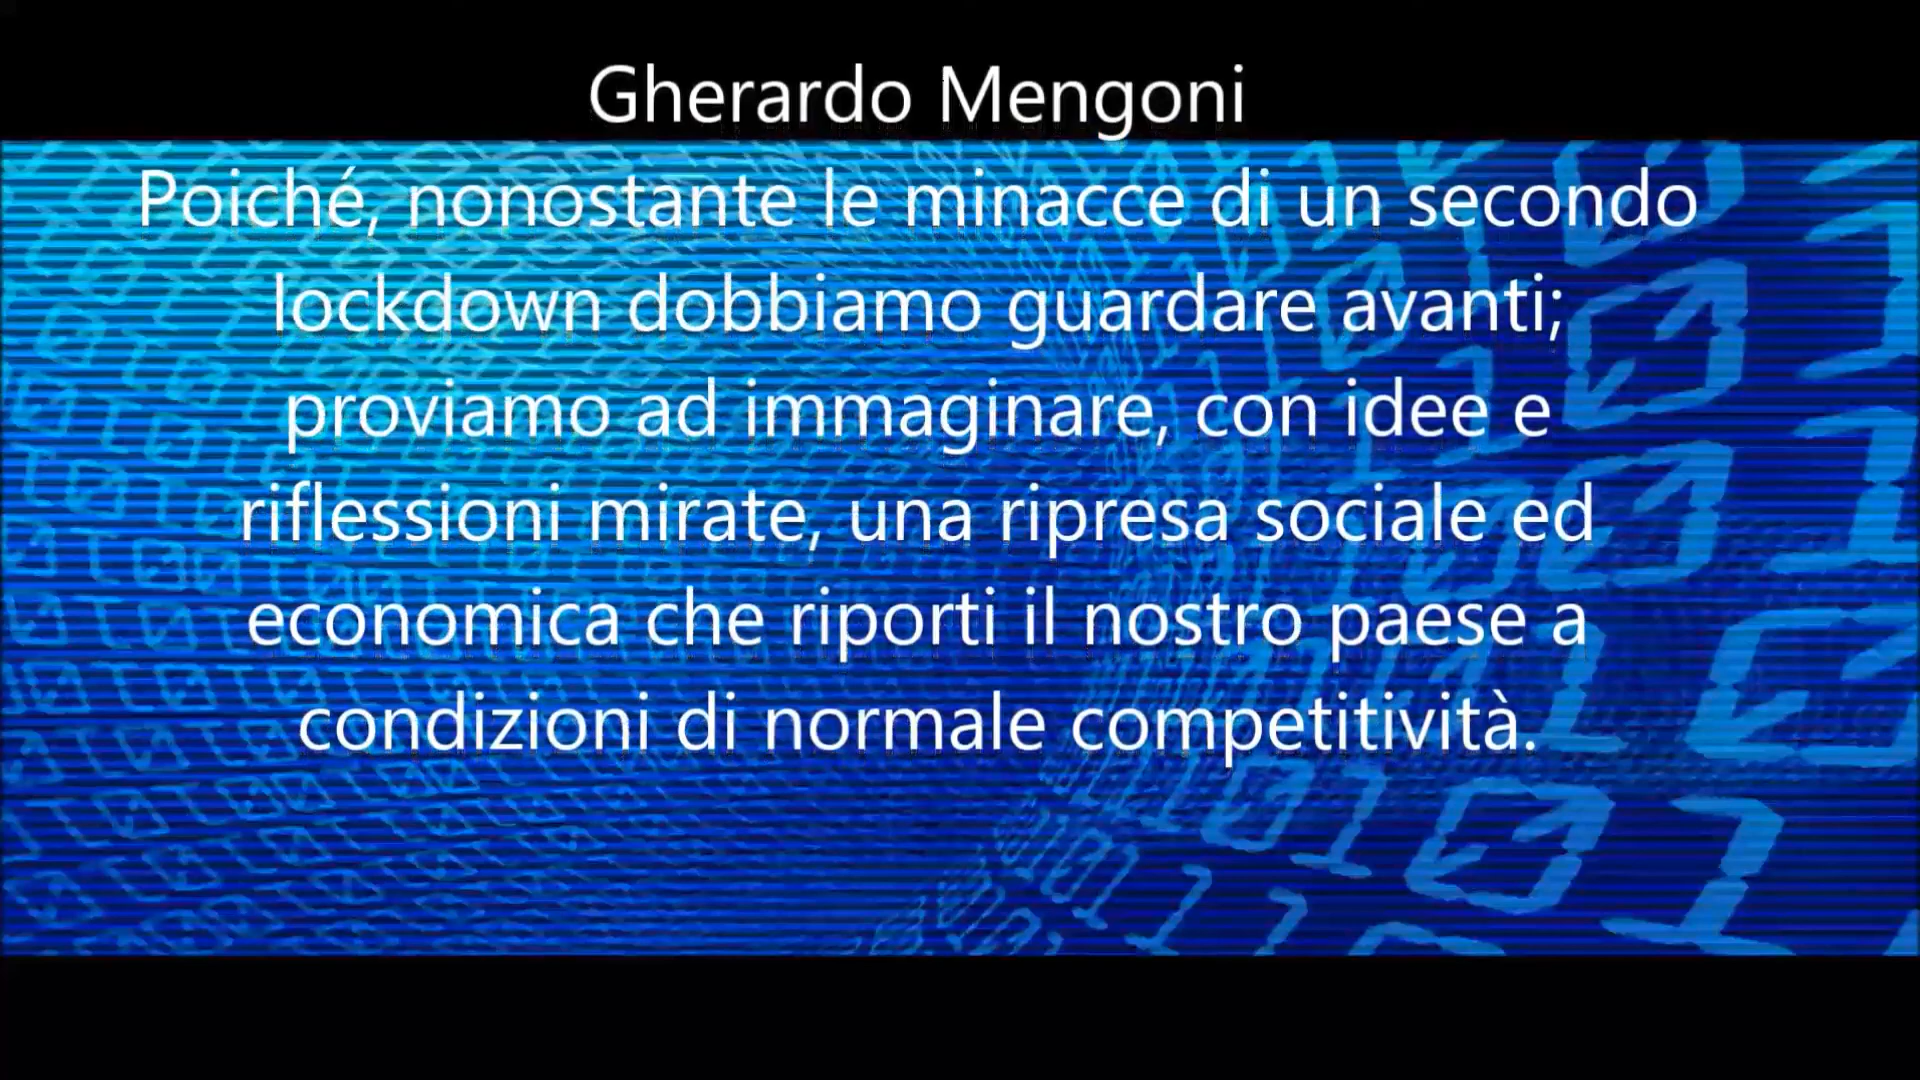 Gherardo Mengoni
Poiché, nonostante le minacce di un secondo
lockdown dobbiamo guardare avanti;
proviamo ad immaginare, con idee e
riflessioni mirate, una ripresa sociale ed
economica che riporti il nostro paese a
condizioni di normale competitività.